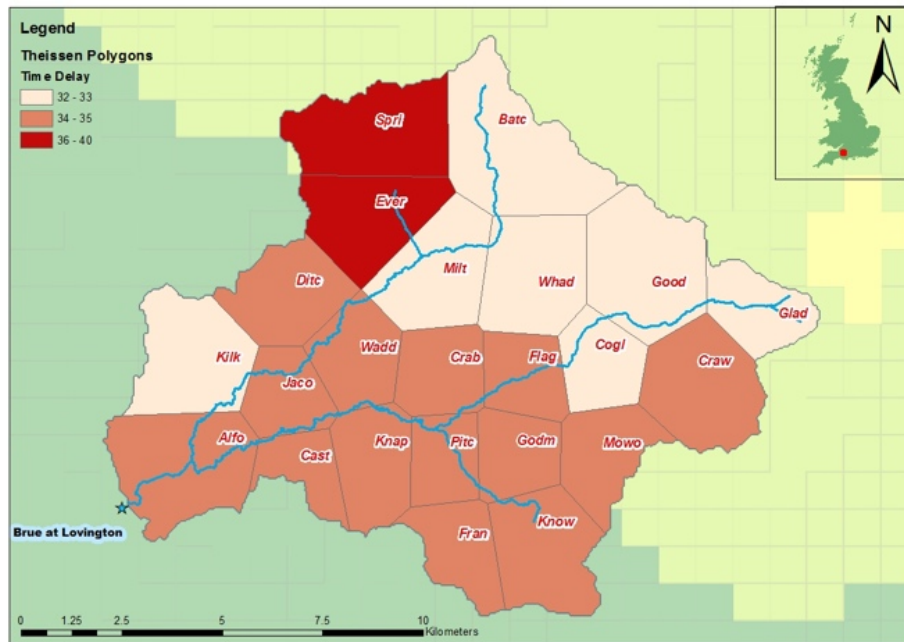 Legend
Theissen Polygons
Time Delay
32 - 33
34 - 35
36 - 40
N
Spri
Batc
Ever
Milt
Whad
Good
Ditc
Glad
Kilk
Wadd
Crab
Flag
Cogl
Craw
Jaco
Alfo
Cast
Knap
Pitc
Godm
Mowo
Fran
Know
Brue at Lovington
0 1.25 2.5 5 7.5 10
Kilometers